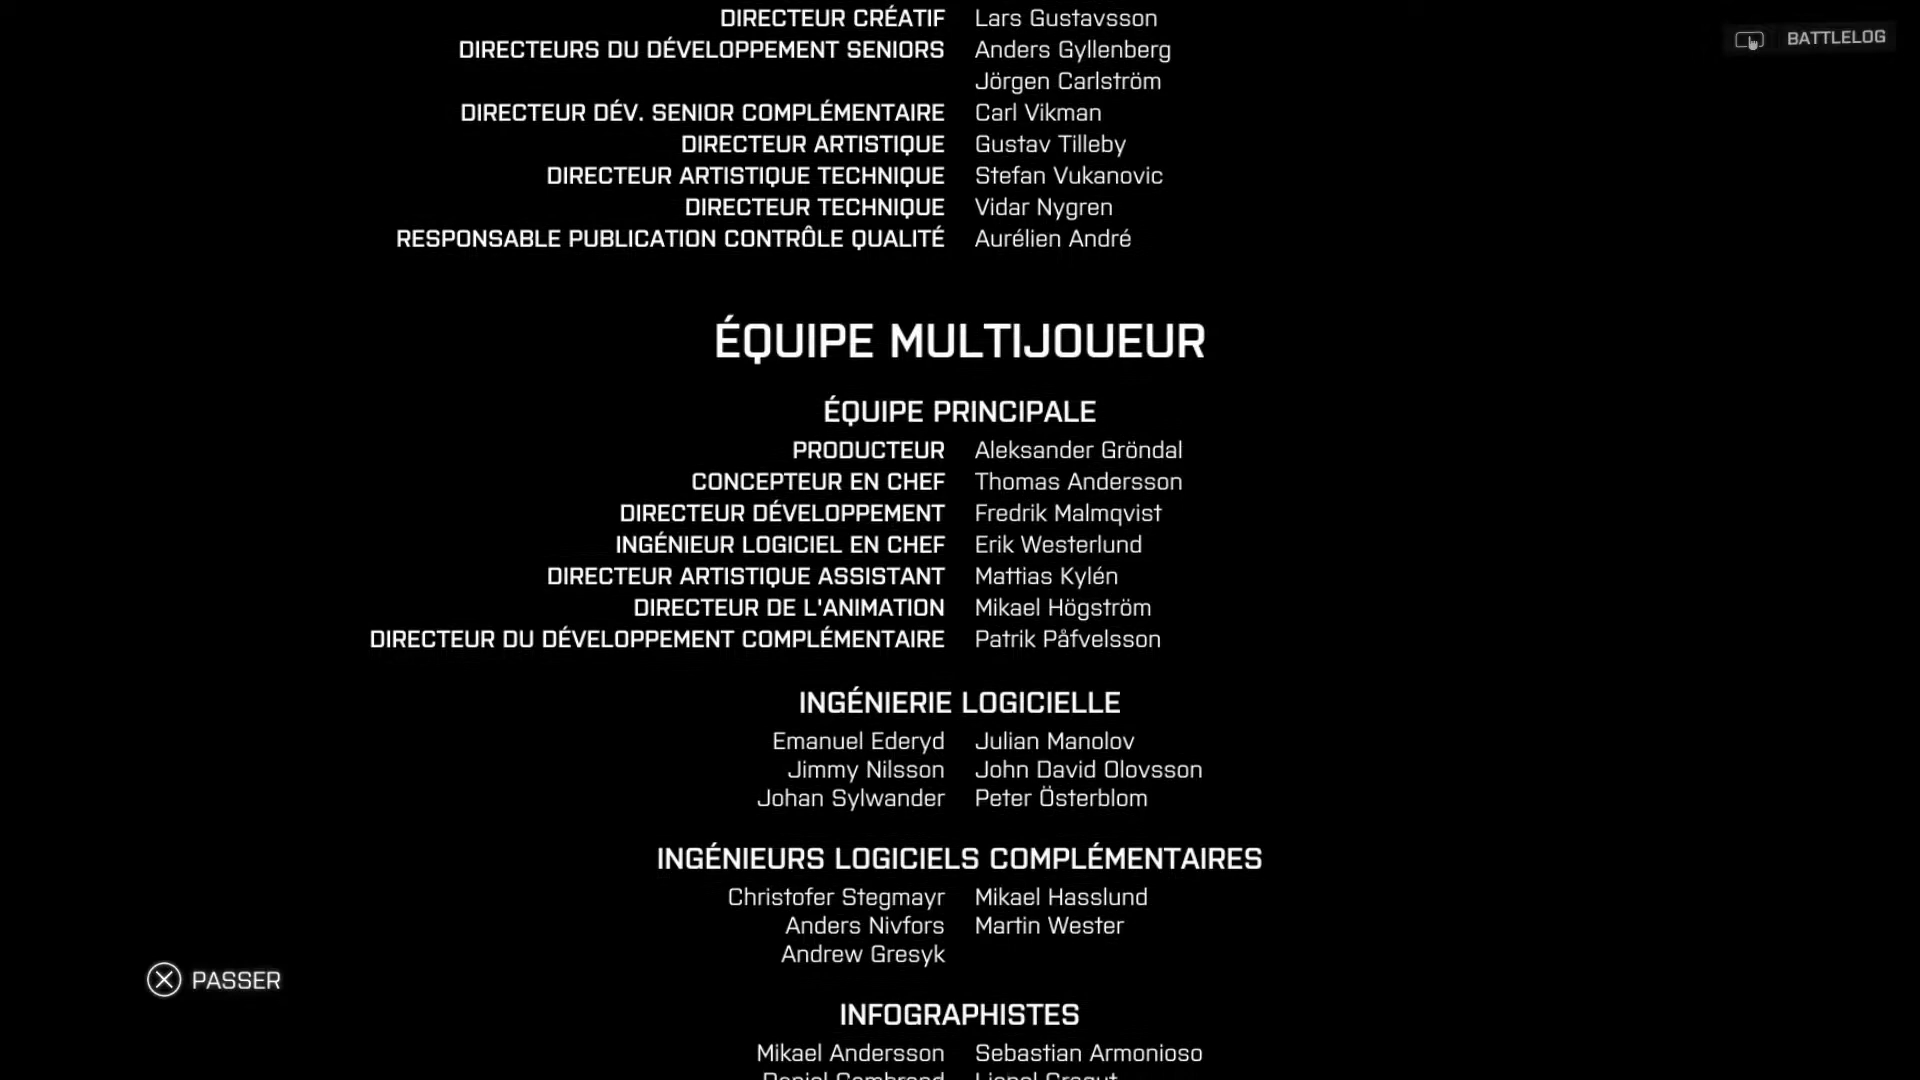 DIRECTEUR CRÉATIF Lars Gustavsson
BATTLELOG
DIRECTEURS DU DÉVELOPPEMENT SENIORS Anders Gyllenberg
Jörgen Carlström
DIRECTEUR DÉV. SENIOR COMPLÉMENTAIRE Carl Vikman
DIRECTEUR ARTISTIQUE Gustav Tilleby
DIRECTEUR ARTISTIQUE TECHNIQUE Stefan Vukanovic
DIRECTEUR TECHNIQUE Vidar Nygren
RESPONSABLE PUBLICATION CONTRÔLE QUALITÉ Aurélien André
ÉQUIPE MULTIJOUEUR
ÉQUIPE PRINCIPALE
PRODUCTEUR Aleksander Gröndal
CONCEPTEUR EN CHEF Thomas Andersson
DIRECTEUR DÉVELOPPEMENT Fredrik Malmqvist
INGÉNIEUR LOGICIEL EN CHEF Erik Westerlund
DIRECTEUR ARTISTIQUE ASSISTANT Mattias Kylén
DIRECTEUR DE L'ANIMATION Mikael Högström
DIRECTEUR DU DÉVELOPPEMENT COMPLÉMENTAIRE Patrik Påfvelsson
INGÉNIERIE LOGICIELLE
Emanuel Ederyd Julian Manolov
Jimmy Nilsson John David Olovsson
Johan Sylwander Peter Österblom
INGÉNIEURS LOGICIELS COMPLÉMENTAIRES
Christofer Stegmayr Mikael Hasslund
Anders Nivfors Martin Wester
Andrew Gresyk
PASSER
INFOGRAPHISTES
Mikael Andersson Sebastian Armonioso